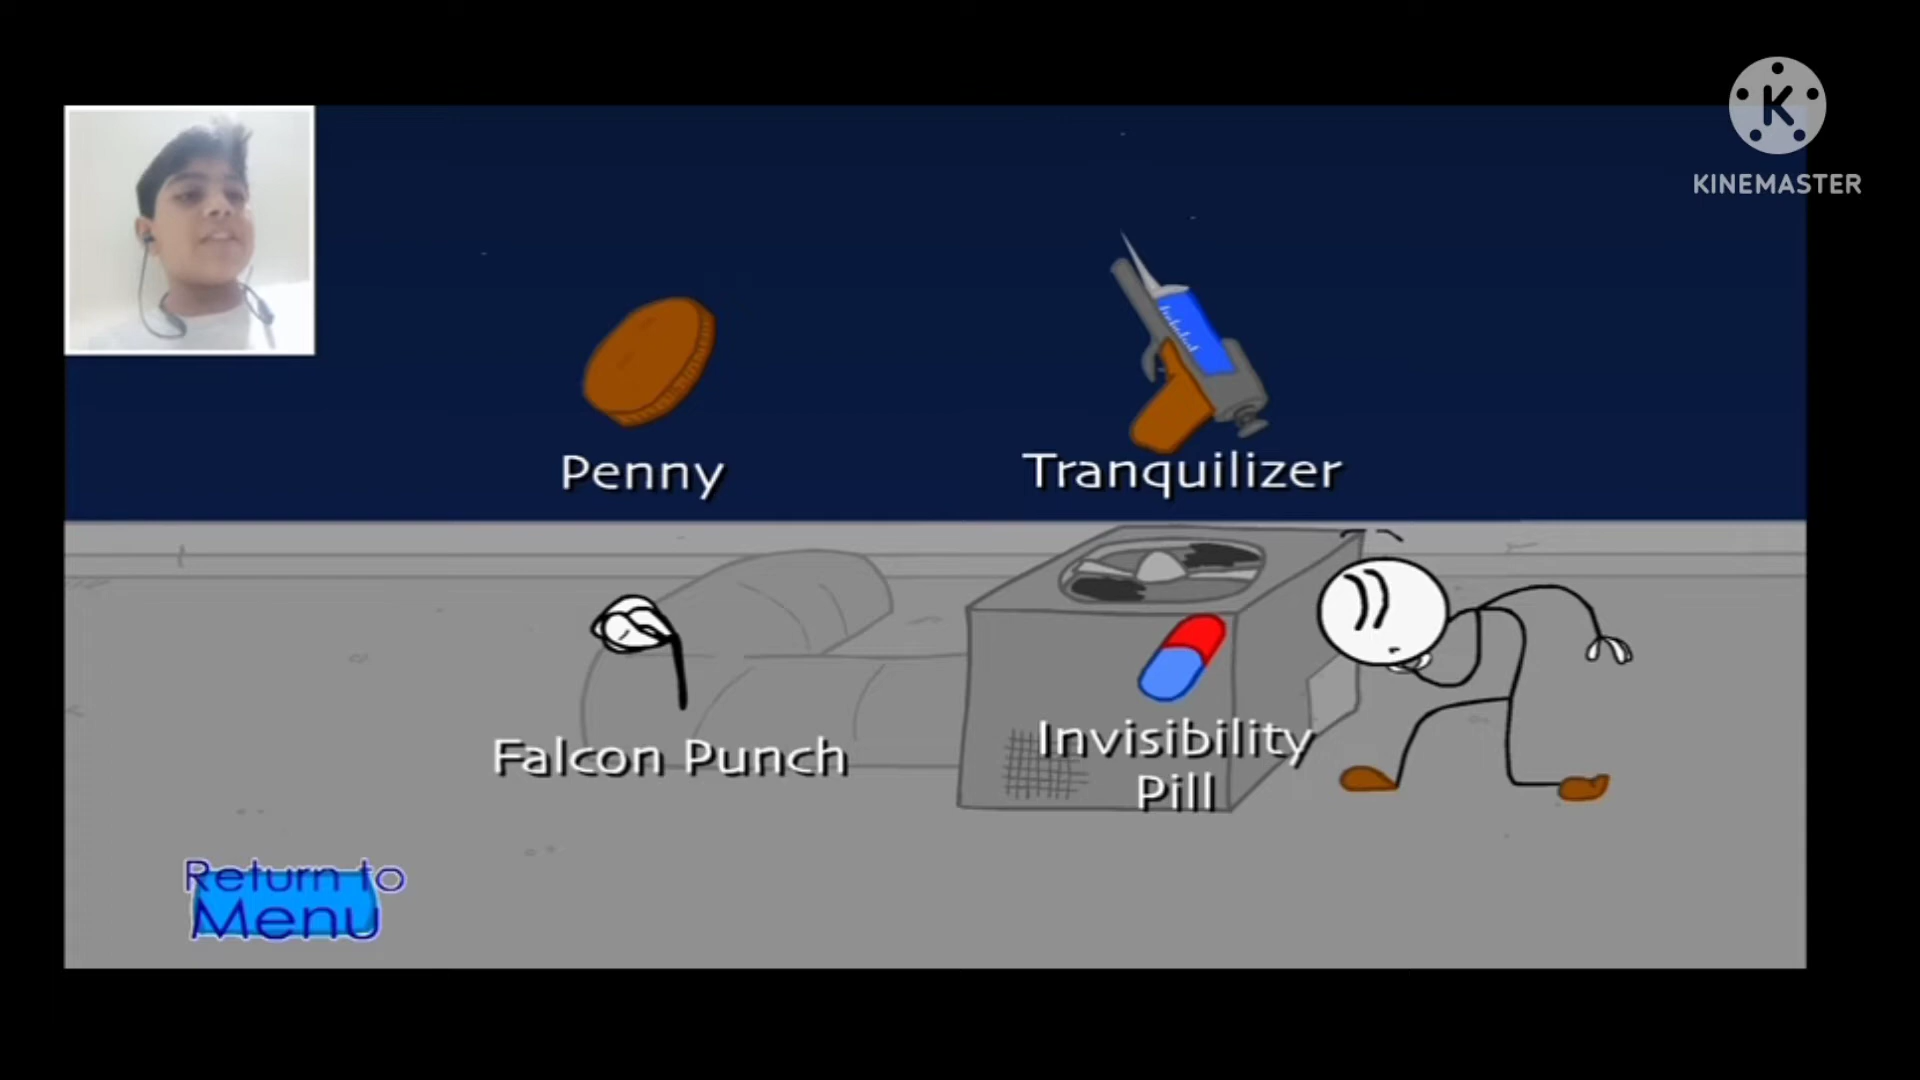 K
KINEMASTER
Penny
Tranquilizer
Falcon Punch
Invisibility
Pill
Return to
Menu